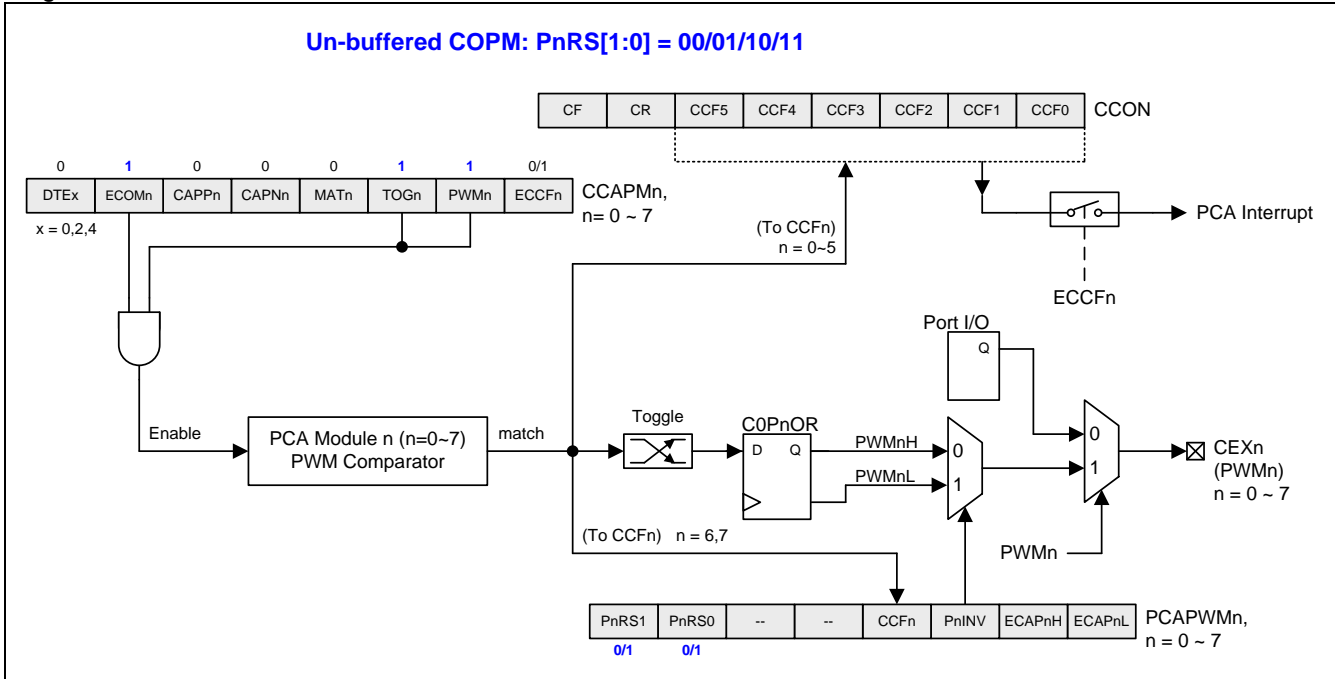 Un-buffered COPM: PnRS[1:0] = 00/01/10/11
CF CR CCF5 CCF4 CCF3 CCF2 CCF1 CCF0 CCON
0 1 0 0 0 1 1 0/1
DTEx ECOMn CAPPn CAPNn MATn TOGn PWMn ECCFn CCAPMn,
n= 0 ~ 7
x = 0,2,4
(To CCFn)
n = 0~5
PCA Interrupt
ECCFn
Port I/O
Q
Enable
PCA Module n (n=0~7)
PWM Comparator
match
Toggle
C0PnOR
D Q
PWMnH
PWMnL
0
1
0
1
CEXn
(PWMn)
n = 0 ~ 7
(To CCFn) n = 6,7
PWMn
PnRS1 PnRS0 -- -- CCFn PnINV ECAPnH ECAPnL PCAPWMn,
n = 0 ~ 7
0/1 0/1